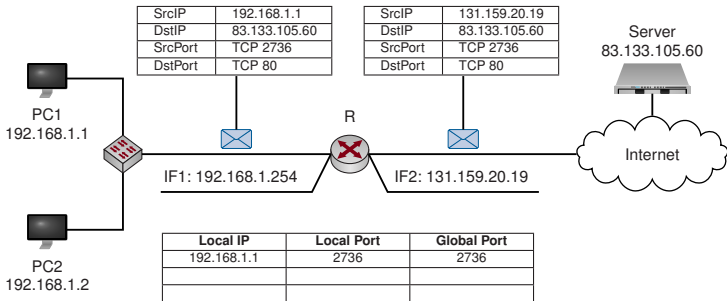 SrcIP 192.168.1.1
DstIP 83.133.105.60
SrcPort TCP 2736
DstPort TCP 80
SrcIP 131.159.20.19
DstIP 83.133.105.60
SrcPort TCP 2736
DstPort TCP 80
Server
83.133.105.60
PC1
192.168.1.1
R
Internet
IF1: 192.168.1.254
IF2: 131.159.20.19
PC2
192.168.1.2
Local IP Local Port Global Port
192.168.1.1 2736 2736